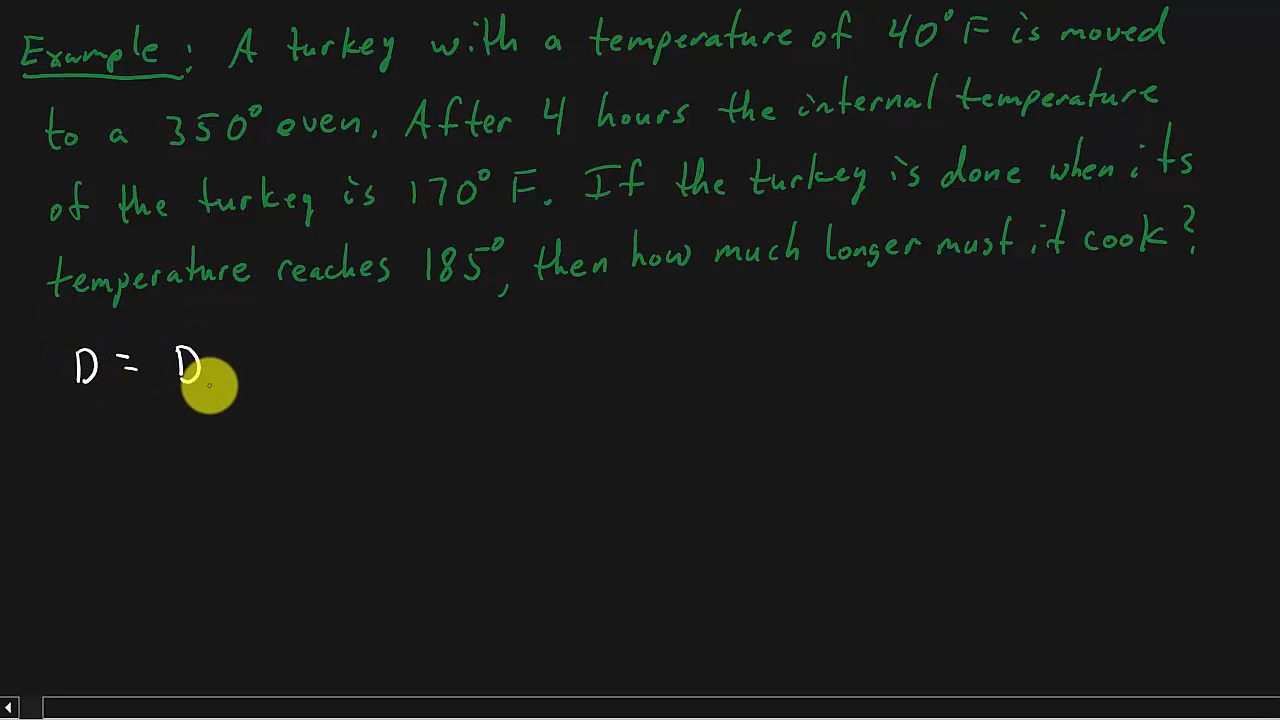 Example: A turkey with a temperature of 40°F is moved
to a 350° oven. After 4 hours the internal temperature
of the turkey is 170° F. If the turkey is done when its
temperature reaches 185°, then how much longer must it cook?
D = D